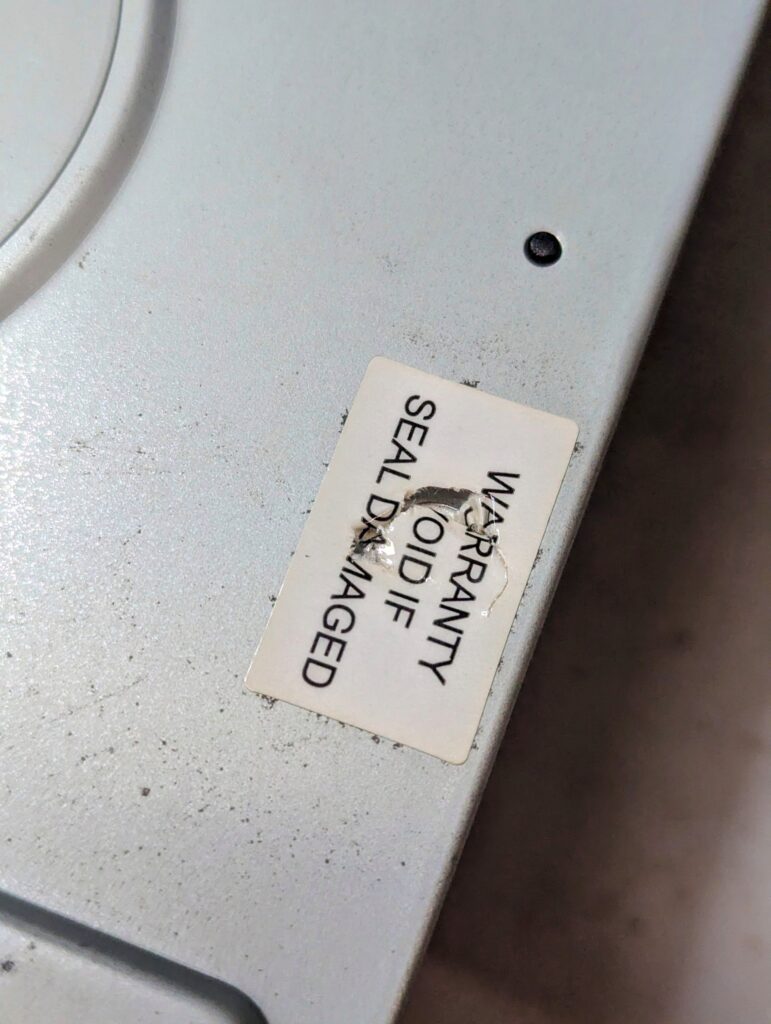 WARRANTY
VOID IF
SEAL DAMAGED